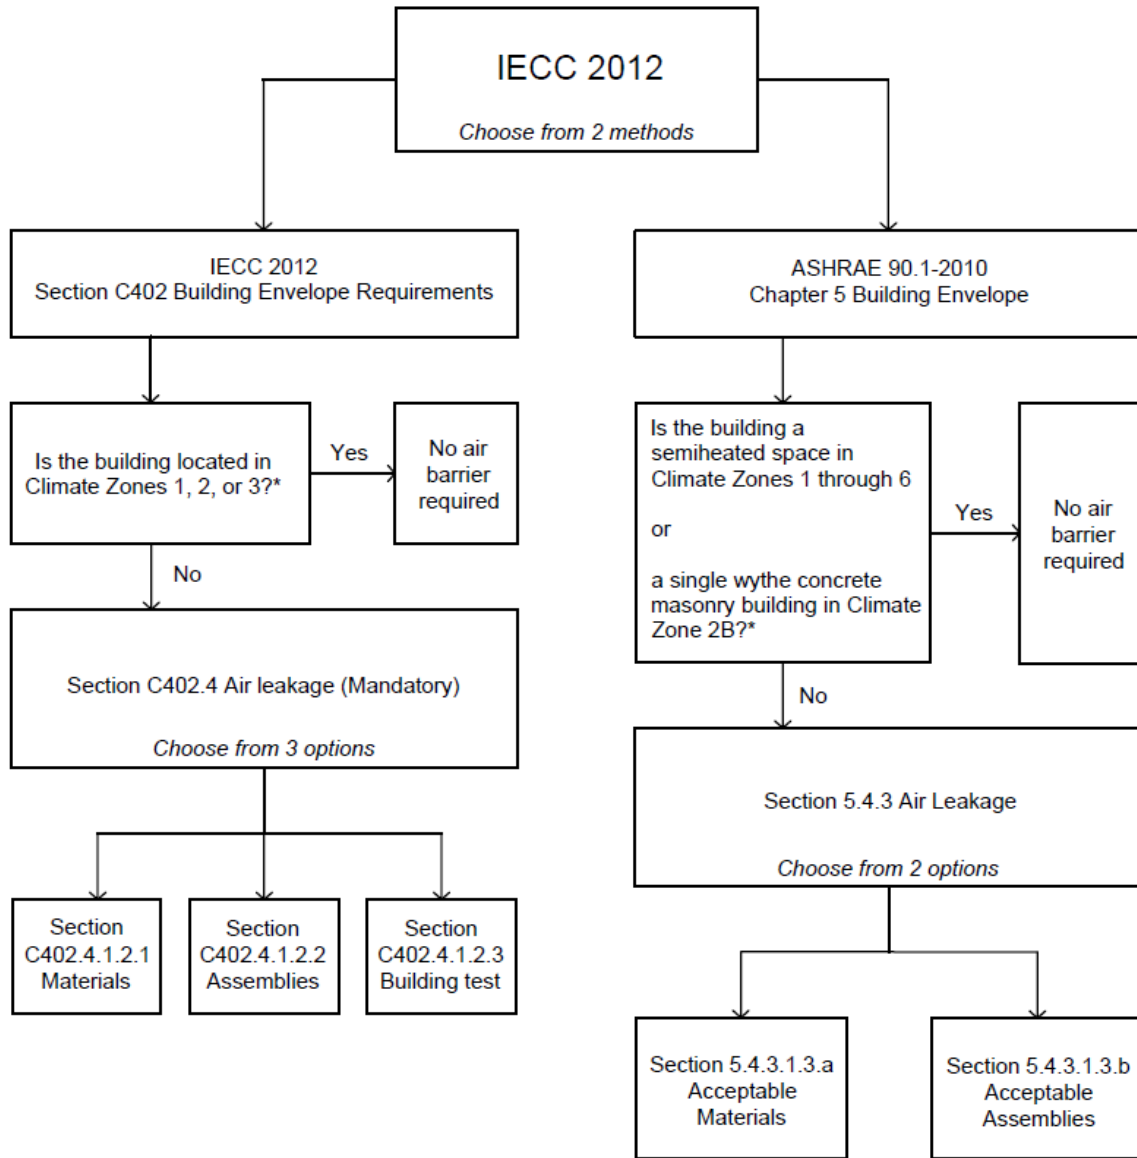 IECC 2012
Choose from 2 methods
IECC 2012
Section C402 Building Envelope Requirements
ASHRAE 90.1-2010
Chapter 5 Building Envelope
Is the building located in
Climate Zones 1, 2, or 3?*
Yes
No air
barrier
required
No
Section C402.4 Air leakage (Mandatory)
Choose from 3 options
Section
C402.4.1.2.1
Materials
Section
C402.4.1.2.2
Assemblies
Section
C402.4.1.2.3
Building test
Is the building a
semiheated space in
Climate Zones 1 through 6
or
a single wythe concrete
masonry building in Climate
Zone 2B?*
Yes
No air
barrier
required
No
Section 5.4.3 Air Leakage
Choose from 2 options
Section 5.4.3.1.3.a
Acceptable
Materials
Section 5.4.3.1.3.b
Acceptable
Assemblies